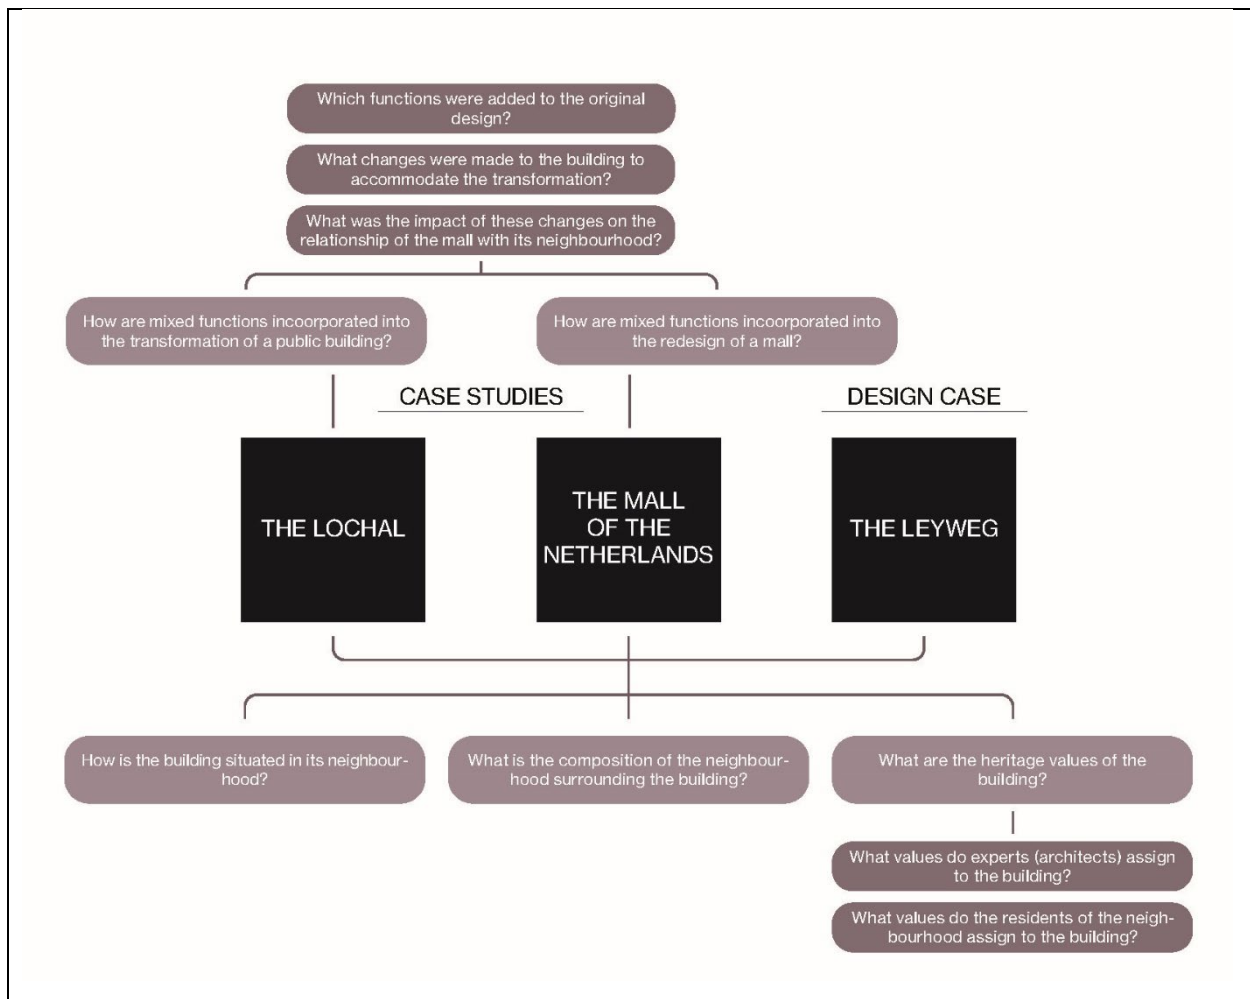 Which functions were added to the original
design?
What changes were made to the building to
accommodate the transformation?
What was the impact of these changes on the
relationship of the mall with its neighbourhood?
How are mixed functions incoorporated into
the transformation of a public building?
How are mixed functions incoorporated into
the redesign of a mall?
CASE STUDIES
DESIGN CASE
THE LOCHAL
THE MALL
OF THE
NETHERLANDS
THE LEYWEG
How is the building situated in its neighbour-
hood?
What is the composition of the neighbour-
hood surrounding the building?
What are the heritage values of the
building?
What values do experts (architects) assign
to the building?
What values do the residents of the neigh-
bourhood assign to the building?